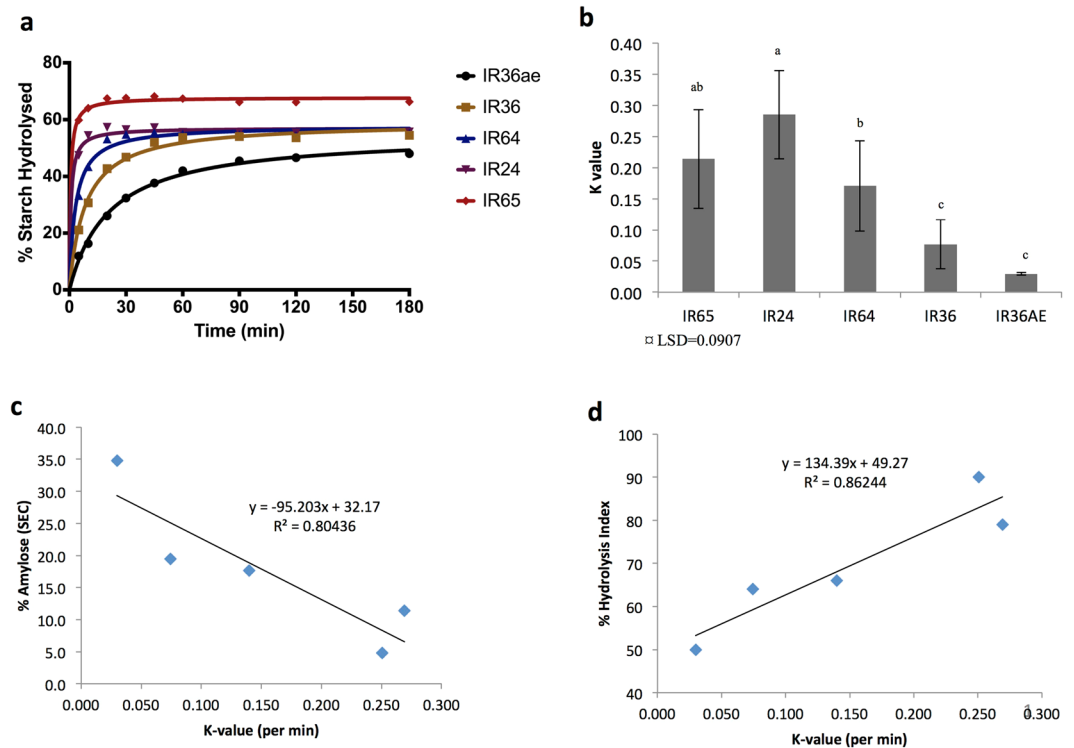 a
80
60
40
20
0
% Starch Hydrolysed
0 30 60 90 120 150 180
Time (min)
IR36ae
IR36
IR64
IR24
IR65
b
0.40
0.35
0.30
0.25
0.20
0.15
0.10
0.05
0.00
K value
ab
a
b
c
c
IR65 IR24 IR64 IR36 IR36AE
¤ LSD=0.0907
c
40.0
35.0
30.0
25.0
20.0
15.0
10.0
5.0
0.0
% Amylose (SEC)
y = -95.203x + 32.17
R² = 0.80436
0.000 0.050 0.100 0.150 0.200 0.250 0.300
K-value (per min)
d
100
90
80
70
60
50
40
% Hydrolysis Index
y = 134.39x + 49.27
R² = 0.86244
0.000 0.050 0.100 0.150 0.200 0.250 0.300
K-value (per min)